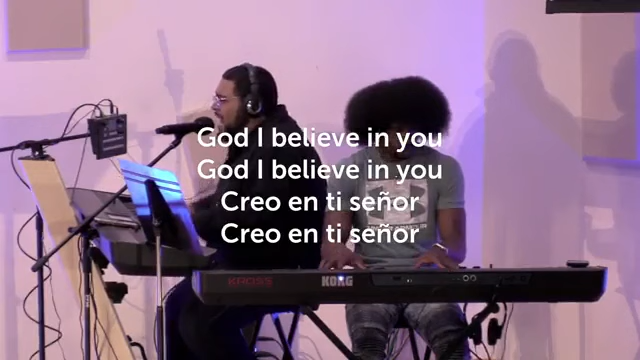 God I believe in you
God I believe in you
Creo en ti señor
Creo en ti señor
KROSS
KORG